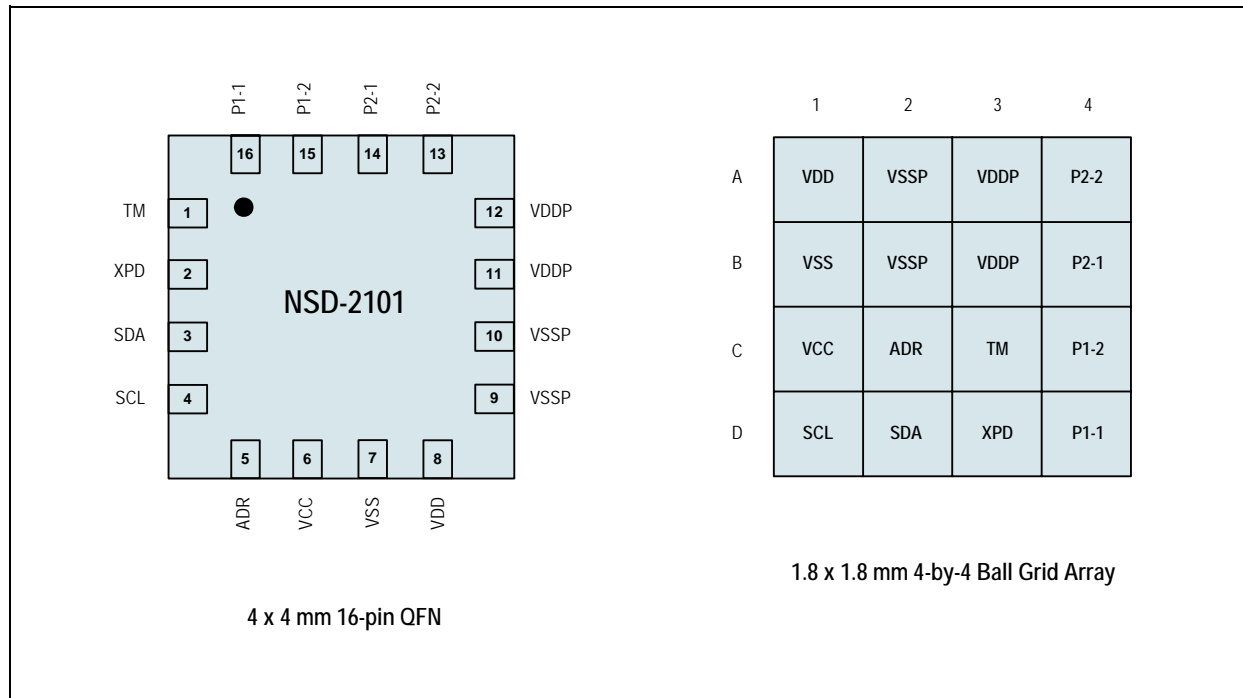 P1-1 P1-2 P2-1 P2-2
16 15 14 13
TM 1 12 VDDP
XPD 2 11 VDDP
NSD-2101
SDA 3 10 VSSP
SCL 4 9 VSSP
5 6 7 8
ADR VCC VSS VDD
4 x 4 mm 16-pin QFN
1 2 3 4
A VDD VSSP VDDP P2-2
B VSS VSSP VDDP P2-1
C VCC ADR TM P1-2
D SCL SDA XPD P1-1
1.8 x 1.8 mm 4-by-4 Ball Grid Array